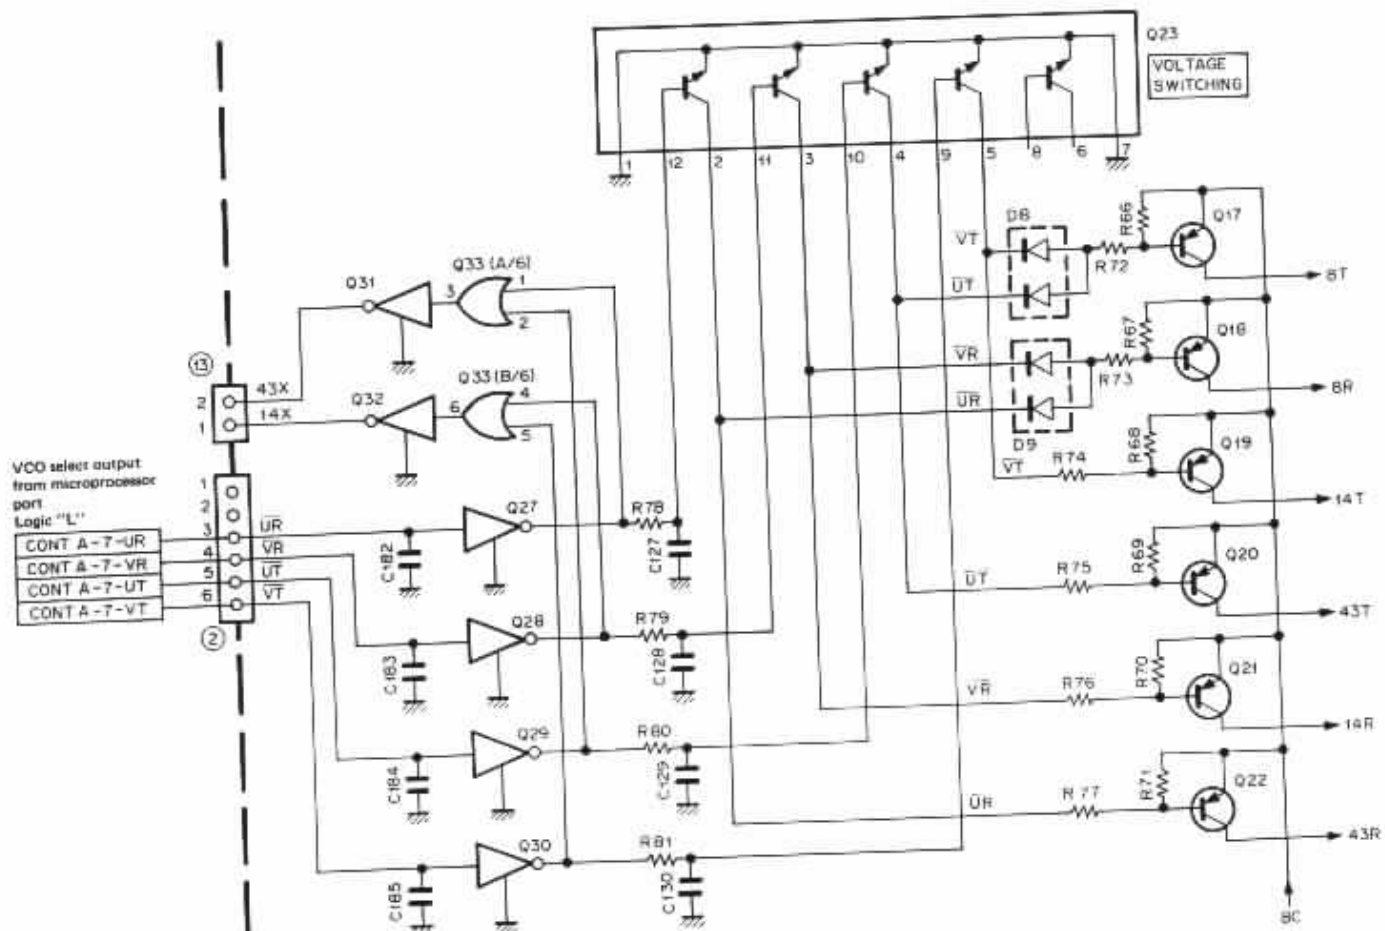 Q23
VOLTAGE
SWITCHING
1
12
2
11
3
10
4
9
5
8
6
7
D8
R66
Q17
VT
R72
8T
UT
Q33 (A/6)
Q31
3
1
2
R67
Q18
VR
R73
8R
UR
D9
13
2
43X
1
14X
Q33 (B/6)
Q32
6
4
5
R68
Q19
VT
R74
14T
VCO select output
from microprocessor
port
Logic "L"
CONT A-7-UR
CONT A-7-VR
CONT A-7-UT
CONT A-7-VT
1
2
3
4
5
6
2
UR
VR
UT
VT
C182
Q27
R78
C127
R69
Q20
UT
R75
43T
C183
Q28
R79
C128
R70
Q21
VR
R76
14R
C184
Q29
R80
C129
R71
Q22
UR
R77
43R
C185
Q30
R81
C130
8C